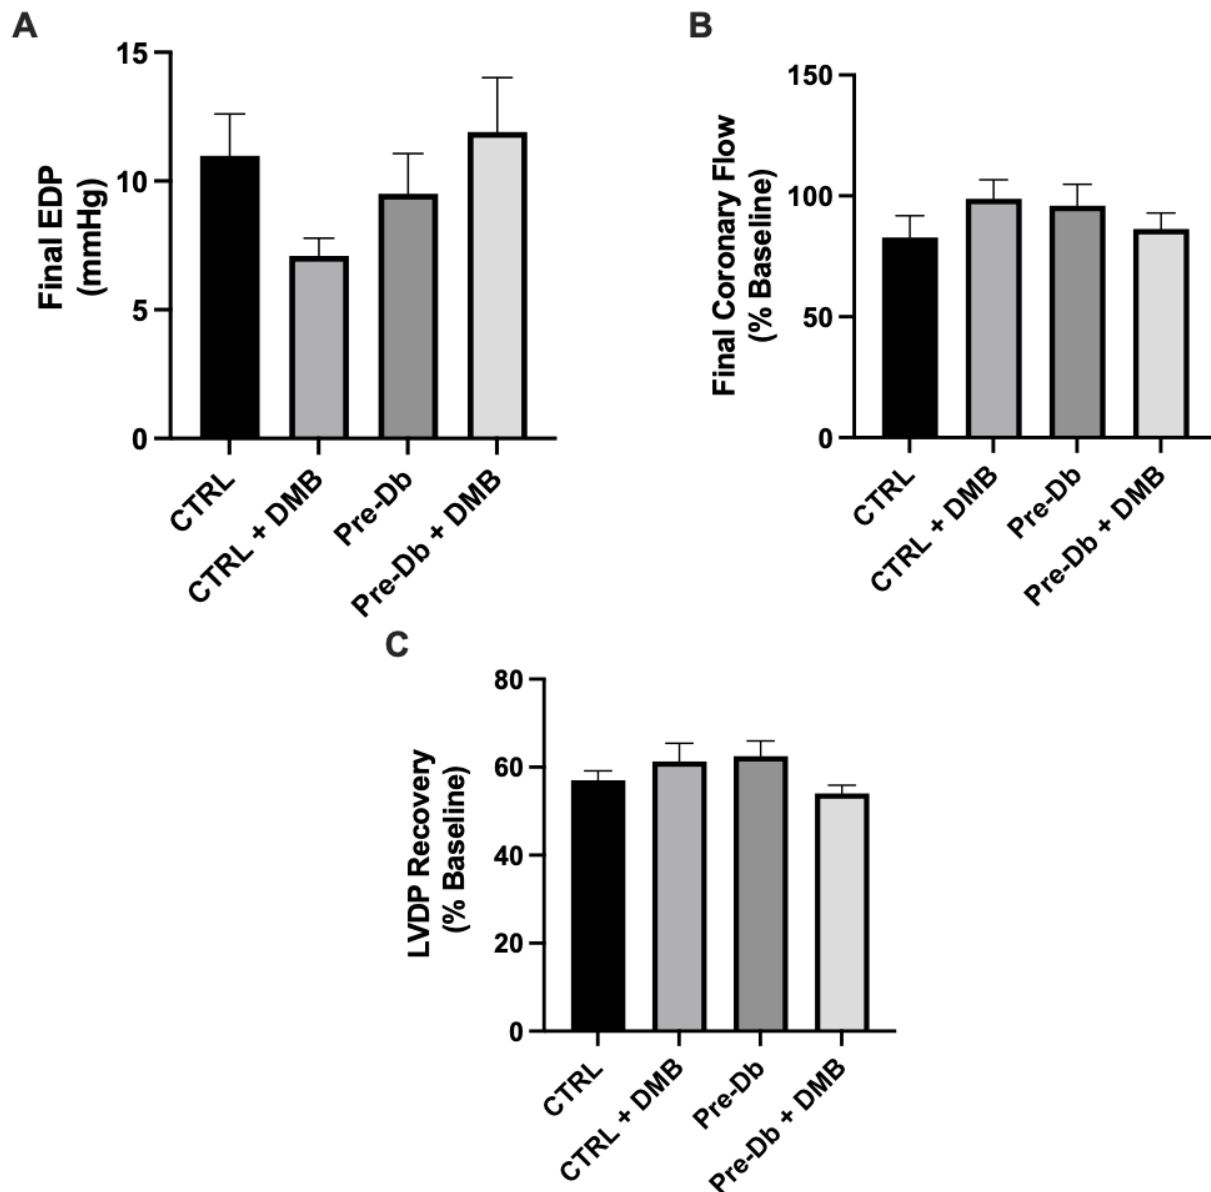 A
Final EDP
(mmHg)
15
10
5
0
CTRL
CTRL + DMB
Pre-Db
Pre-Db + DMB
B
Final Coronary Flow
(% Baseline)
150
100
50
0
CTRL
CTRL + DMB
Pre-Db
Pre-Db + DMB
C
LVDP Recovery
(% Baseline)
80
60
40
20
0
CTRL
CTRL + DMB
Pre-Db
Pre-Db + DMB